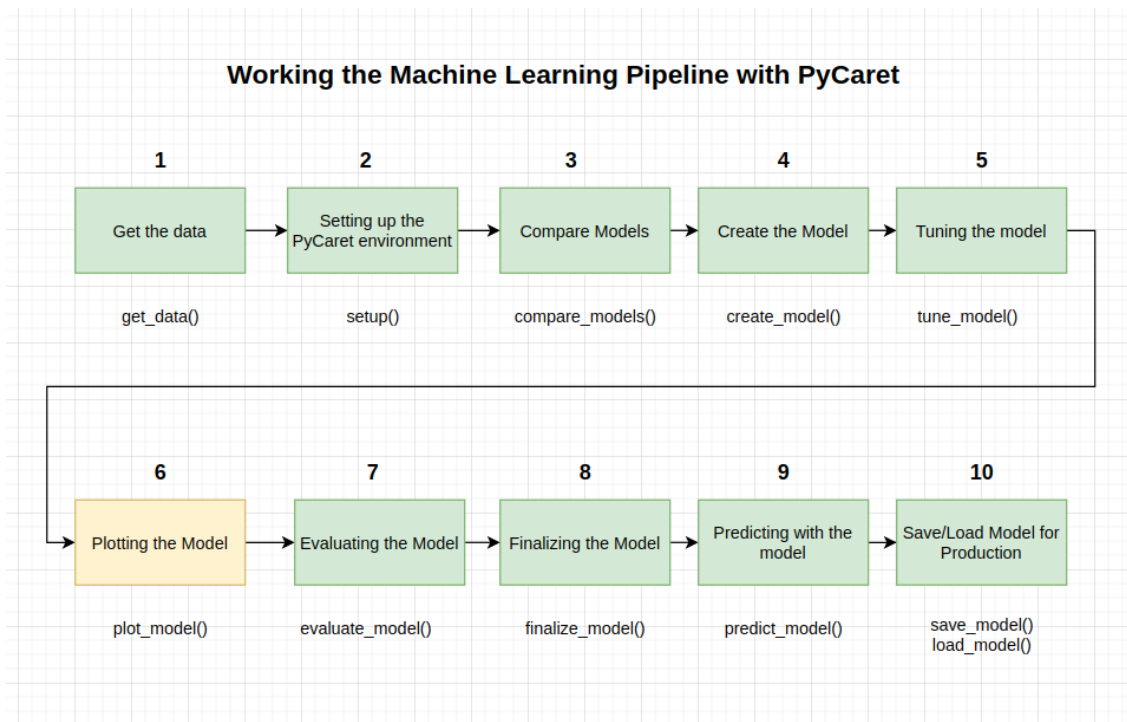 Working the Machine Learning Pipeline with PyCaret
1
2
3
4
5
Get the data
Setting up the
PyCaret environment
Compare Models
Create the Model
Tuning the model
get_data()
setup()
compare_models()
create_model()
tune_model()
6
7
8
9
10
Plotting the Model
Evaluating the Model
Finalizing the Model
Predicting with the
model
Save/Load Model for
Production
plot_model()
evaluate_model()
finalize_model()
predict_model()
save_model()
load_model()